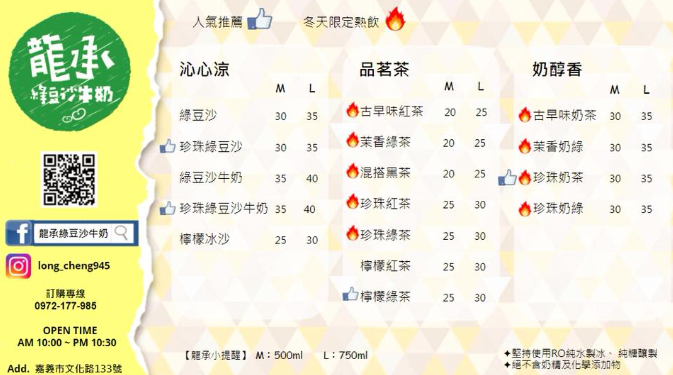 龍承
綠豆沙牛奶
龍承綠豆沙牛奶
long_cheng945
訂購專線
0972-177-985
OPEN TIME
AM 10:00 ~ PM 10:30
Add. 嘉義市文化路133號
人氣推薦 冬天限定熱飲
沁心涼
M L
綠豆沙 30 35
珍珠綠豆沙 30 35
綠豆沙牛奶 35 40
珍珠綠豆沙牛奶 35 40
檸檬冰沙 25 30
品茗茶
M L
古早味紅茶 20 25
茉香綠茶 20 25
混搭黑茶 20 25
珍珠紅茶 25 30
珍珠綠茶 25 30
檸檬紅茶 25 30
檸檬綠茶 25 30
奶醇香
M L
古早味奶茶 30 35
茉香奶綠 30 35
珍珠奶茶 30 35
珍珠奶綠 30 35
【龍承小提醒】 M：500ml L：750ml
✦堅持使用RO純水製冰、純糖釀製
✦絕不含奶精及化學添加物